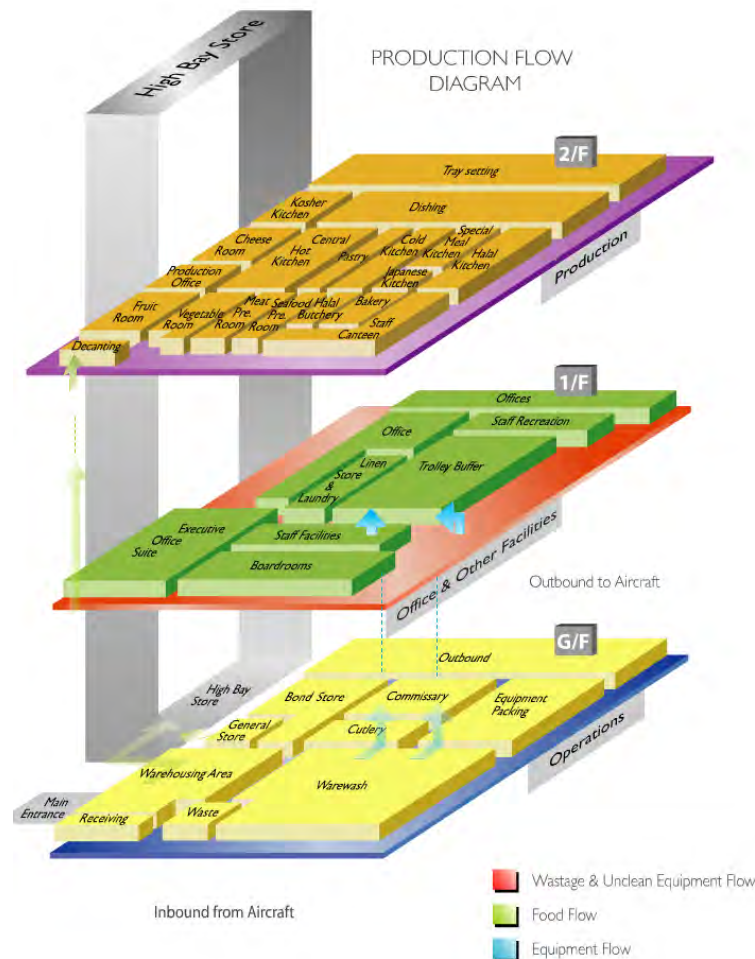 High Bay Store
PRODUCTION FLOW
DIAGRAM
2/F
Tray setting
Kosher
Kitchen
Dishing
Cheese
Room
Hot
Kitchen
Central
Pastry
Cold
Kitchen
Special
Meal
Kitchen
Halal
Kitchen
Production
Office
Japanese
Kitchen
Fruit
Room
Vegetable
Room
Meat
Pre.
Room
Seafood
Pre.
Room
Halal
Butchery
Bakery
Staff
Canteen
Decanting
Production
1/F
Offices
Office
Staff Recreation
Linen
Store
&
Laundry
Trolley Buffer
Executive
Office
Suite
Staff Facilities
Boardrooms
Office & Other Facilities
Outbound to Aircraft
G/F
Outbound
High Bay
Store
Bond Store
Commissary
Equipment
Packing
General
Store
Cutlery
Warehousing Area
Warewash
Main
Entrance
Receiving
Waste
Operations
Inbound from Aircraft
Wastage & Unclean Equipment Flow
Food Flow
Equipment Flow